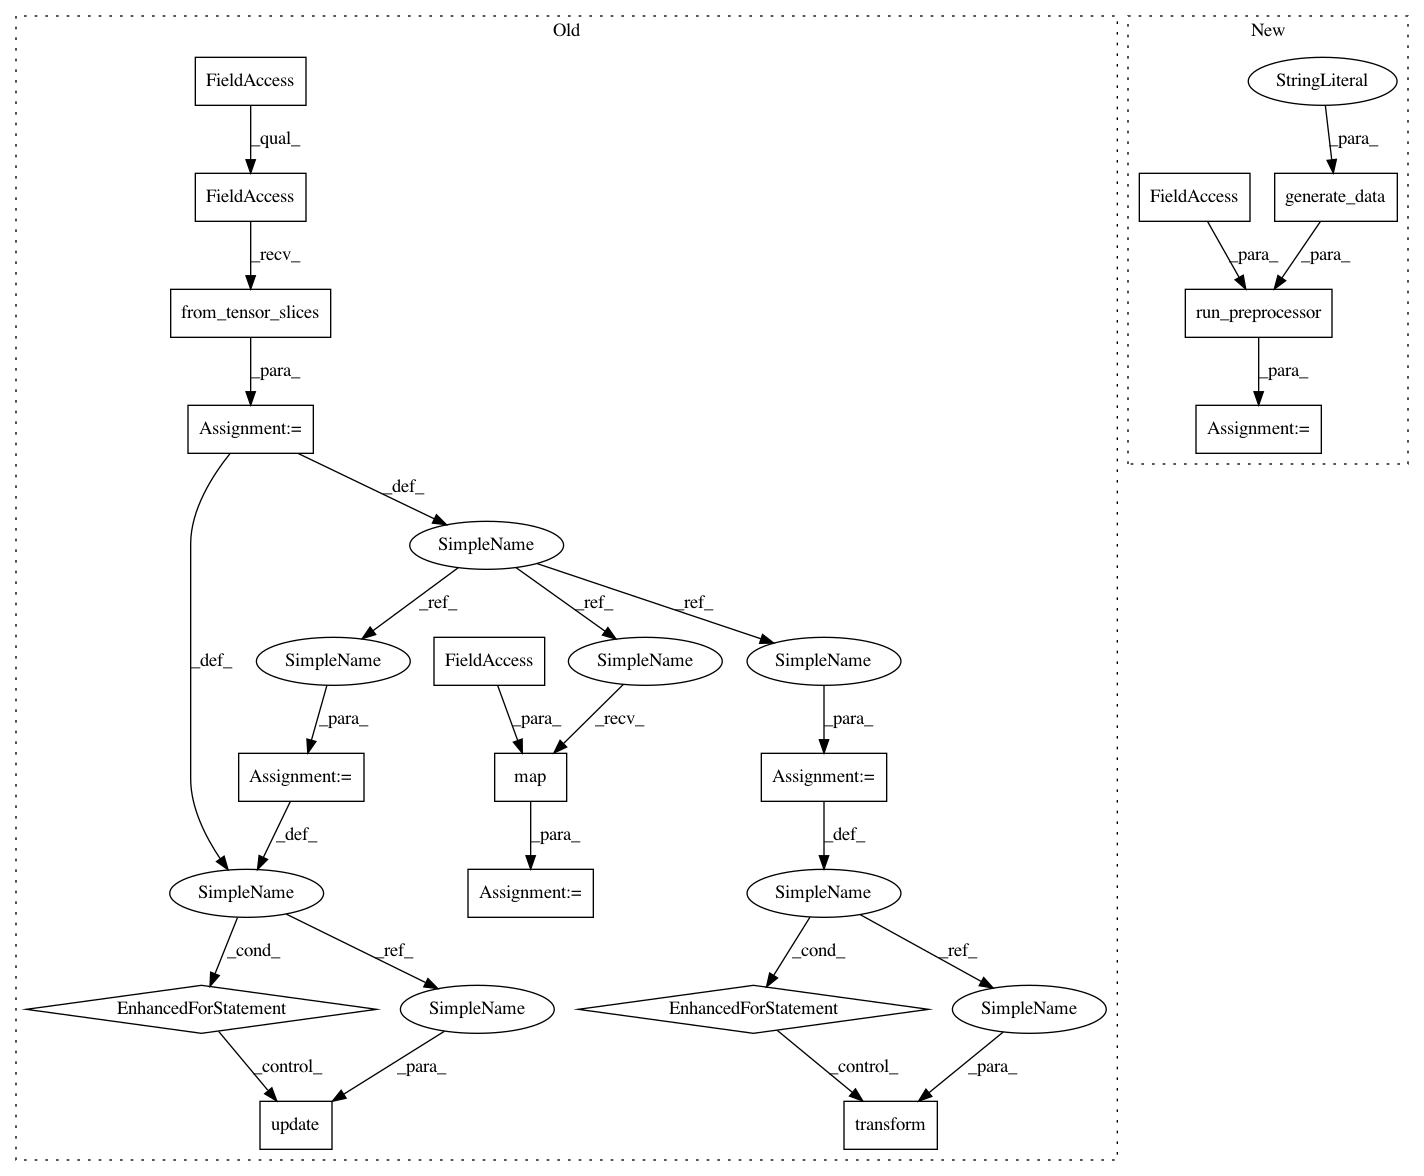 Old
New
FieldAccess
StringLiteral
_qual_
_para_
FieldAccess
FieldAccess
generate_data
_recv_
_para_
_para_
from_tensor_slices
run_preprocessor
_para_
_para_
Assignment:=
Assignment:=
_def_
SimpleName
_ref_
_ref_
_ref_
_def_
SimpleName
FieldAccess
SimpleName
SimpleName
_para_
_para_
_recv_
_para_
Assignment:=
map
Assignment:=
_def_
_para_
_def_
SimpleName
Assignment:=
SimpleName
_cond_
_ref_
_cond_
_ref_
EnhancedForStatement
SimpleName
EnhancedForStatement
SimpleName
_control_
_para_
_control_
_para_
update
transform